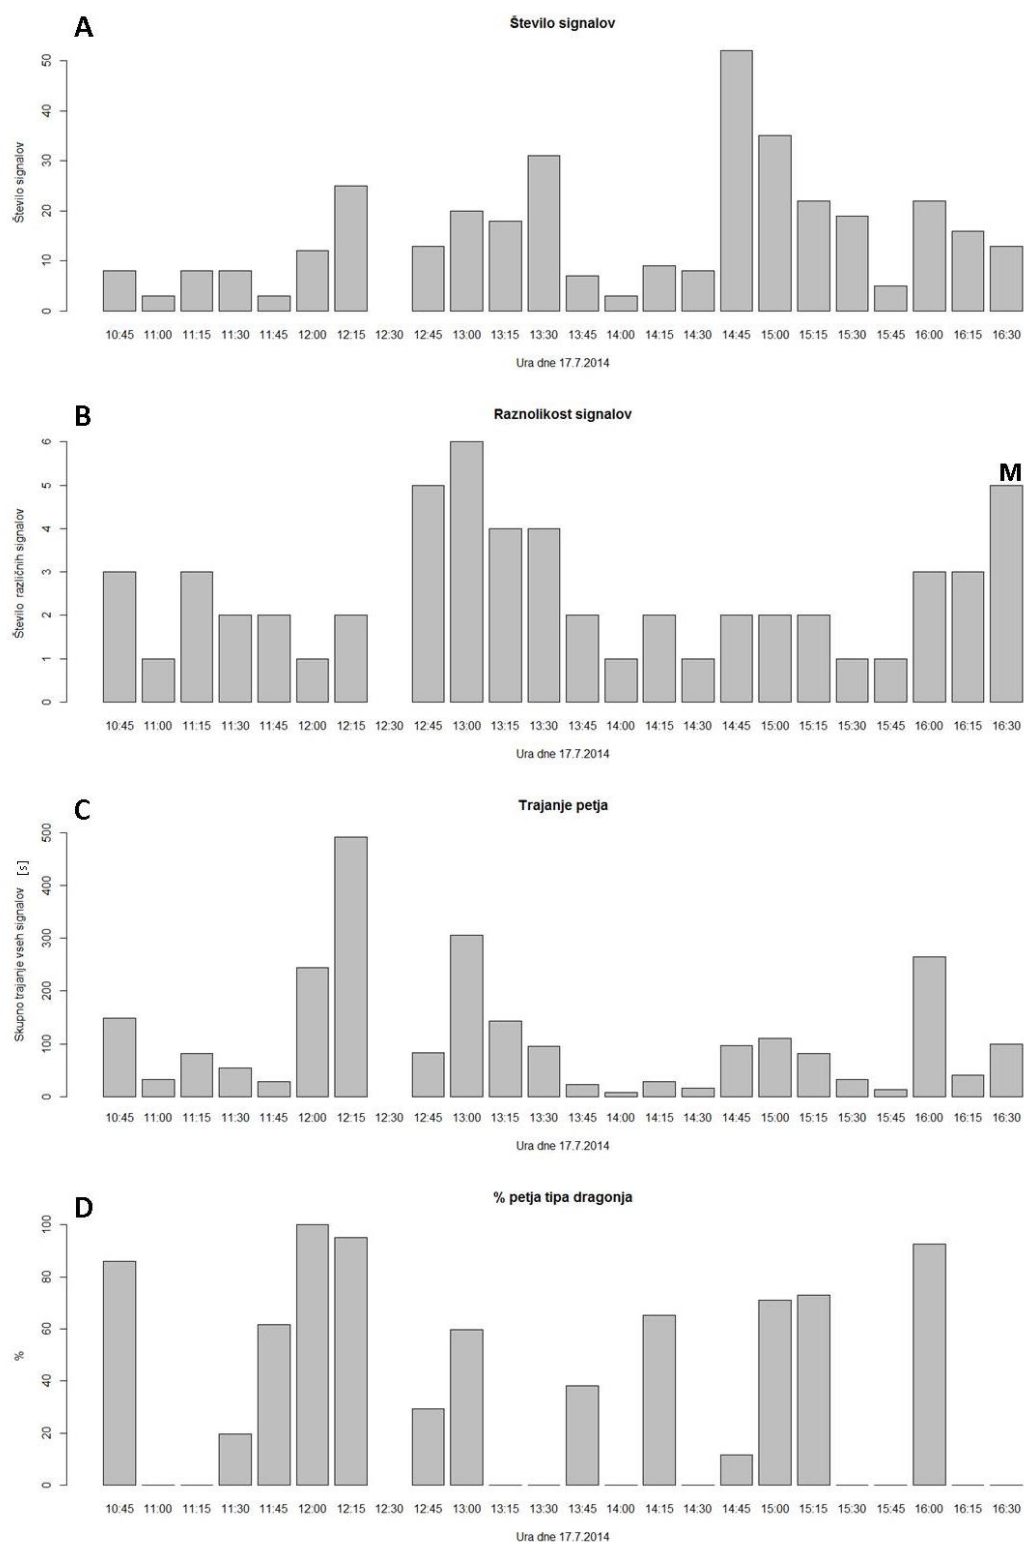 A
Število signalov
Število signalov
50
40
30
20
10
0
10:45 11:00 11:15 11:30 11:45 12:00 12:15 12:30 12:45 13:00 13:15 13:30 13:45 14:00 14:15 14:30 14:45 15:00 15:15 15:30 15:45 16:00 16:15 16:30
Ura dne 17.7.2014
B
Raznolikost signalov
M
Število različnih signalov
6
5
4
3
2
1
0
10:45 11:00 11:15 11:30 11:45 12:00 12:15 12:30 12:45 13:00 13:15 13:30 13:45 14:00 14:15 14:30 14:45 15:00 15:15 15:30 15:45 16:00 16:15 16:30
Ura dne 17.7.2014
C
Trajanje petja
Skupno trajanje vseh signalov [s]
500
400
300
200
100
0
10:45 11:00 11:15 11:30 11:45 12:00 12:15 12:30 12:45 13:00 13:15 13:30 13:45 14:00 14:15 14:30 14:45 15:00 15:15 15:30 15:45 16:00 16:15 16:30
Ura dne 17.7.2014
D
% petja tipa dragonja
%
100
80
60
40
20
0
10:45 11:00 11:15 11:30 11:45 12:00 12:15 12:30 12:45 13:00 13:15 13:30 13:45 14:00 14:15 14:30 14:45 15:00 15:15 15:30 15:45 16:00 16:15 16:30
Ura dne 17.7.2014